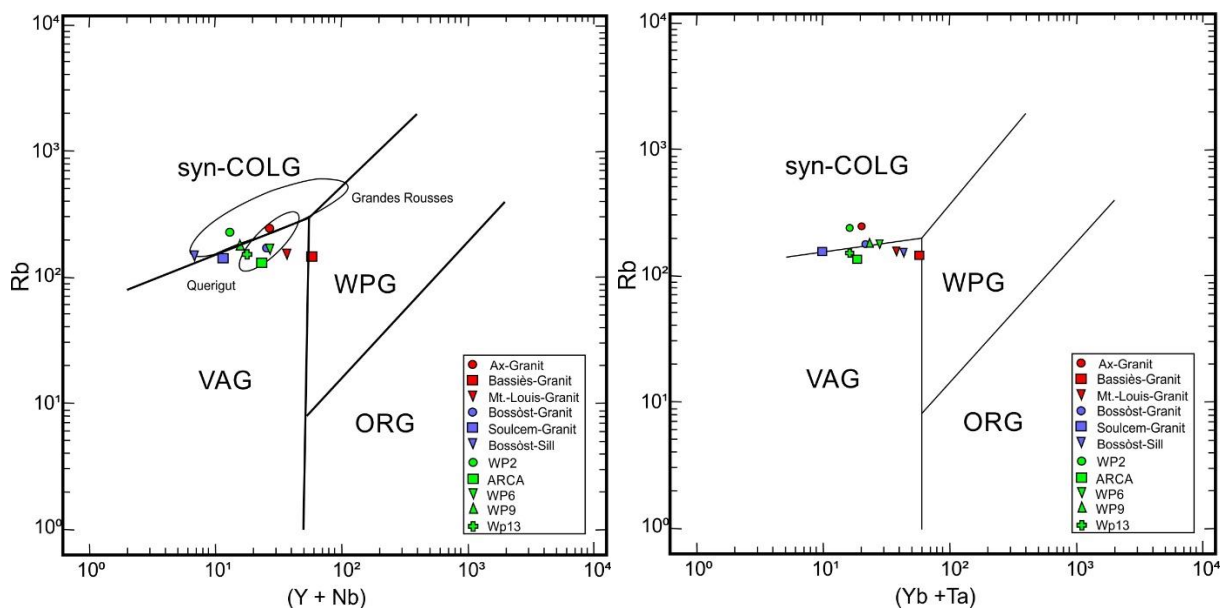 10⁴
10³
10²
10¹
10⁰
Rb
syn-COLG
Grandes Rousses
Querigut
WPG
VAG
ORG
Ax-Granit
Bassiès-Granit
Mt.-Louis-Granit
Bossòst-Granit
Soulcem-Granit
Bossòst-Sill
WP2
ARCA
WP6
WP9
Wp13
10⁰ 10¹ 10² 10³ 10⁴
(Y + Nb)
10⁴
10³
10²
10¹
10⁰
Rb
syn-COLG
WPG
VAG
ORG
Ax-Granit
Bassiès-Granit
Mt.-Louis-Granit
Bossòst-Granit
Soulcem-Granit
Bossòst-Sill
WP2
ARCA
WP6
WP9
Wp13
10⁰ 10¹ 10² 10³ 10⁴
(Yb +Ta)